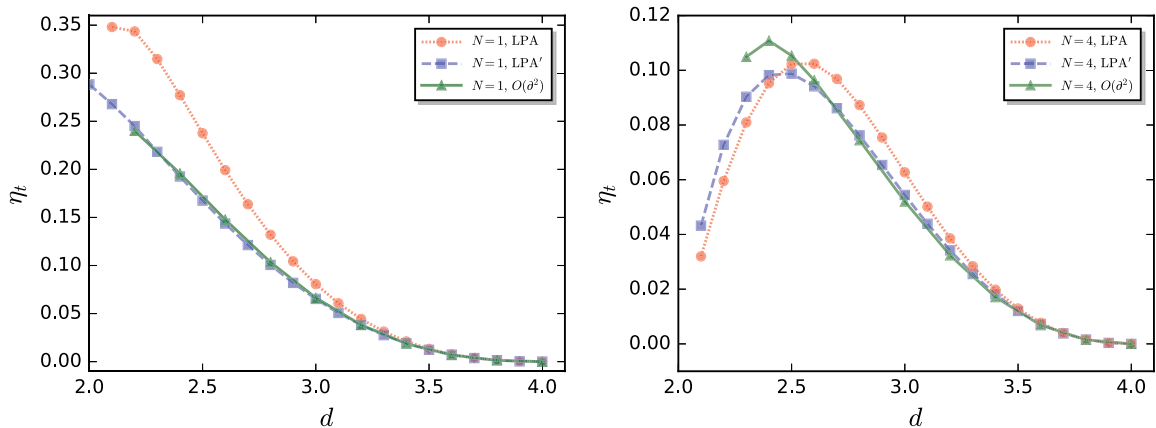 0.35
0.30
0.25
0.20
0.15
0.10
0.05
0.00
η_t
2.0 2.5 3.0 3.5 4.0
d
N = 1, LPA
N = 1, LPA′
N = 1, O(∂²)
0.12
0.10
0.08
0.06
0.04
0.02
0.00
η_t
2.0 2.5 3.0 3.5 4.0
d
N = 4, LPA
N = 4, LPA′
N = 4, O(∂²)